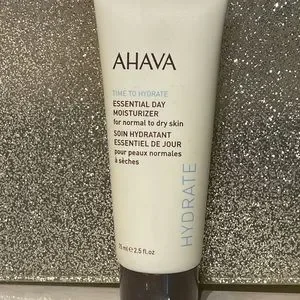 AHAVA
TIME TO HYDRATE
ESSENTIAL DAY
MOISTURIZER
for normal to dry skin
SOIN HYDRATANT
ESSENTIEL DE JOUR
pour peaux normales
à sèches
HYDRATE
75 ml℮2.5 fl.oz